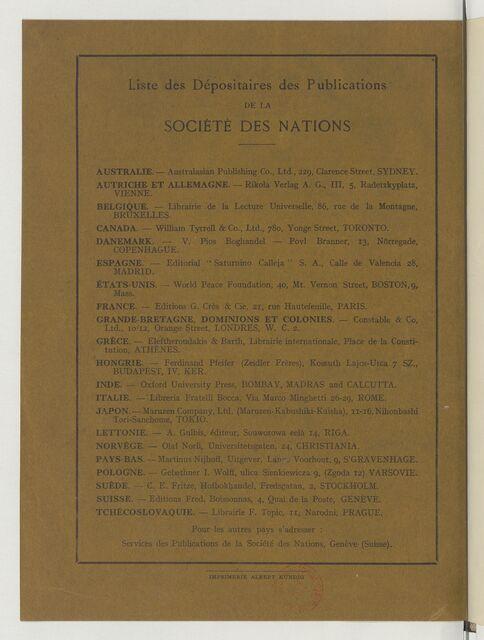 Liste des Dépositaires des Publications
DE LA
SOCIÉTÉ DES NATIONS
AUSTRALIE. — Australasian Publishing Co., Ltd., 229, Clarence Street, SYDNEY.
AUTRICHE ET ALLEMAGNE. — Rikola Verlag A. G., III, 5, Radetzkyplatz,
VIENNE.
BELGIQUE. — Librairie de la Lecture Universelle, 86, rue de la Montagne,
BRUXELLES.
CANADA. — William Tyrrell & Co., Ltd., 780, Yonge Street, TORONTO.
DANEMARK. — V. Pios Boghandel — Povl Branner, 13, Nörregade,
COPENHAGUE.
ESPAGNE. — Editorial "Saturnino Calleja" S. A., Calle de Valencia 28,
MADRID.
ÉTATS-UNIS. — World Peace Foundation, 40, Mt. Vernon Street, BOSTON, 9,
Mass.
FRANCE. — Editions G. Crès & Cie, 21, rue Hautefeuille, PARIS.
GRANDE-BRETAGNE, DOMINIONS ET COLONIES. — Constable & Co,
Ltd., 10/12, Orange Street, LONDRES, W. C. 2.
GRÈCE. — Eleftheroudakis & Barth, Librairie internationale, Place de la Consti-
tution, ATHÈNES.
HONGRIE. — Ferdinand Pfeifer (Zeidler Frères), Kossuth Lajos-Utca 7 SZ.,
BUDAPEST, IV. KER.
INDE. — Oxford University Press, BOMBAY, MADRAS and CALCUTTA.
ITALIE. — Libreria Fratelli Bocca, Via Marco Minghetti 26-29, ROME.
JAPON. — Maruzen Company, Ltd. (Maruzen-Kabushiki-Kaisha), 11-16, Nihonbashi
Tori-Sanchome, TOKIO.
LETTONIE. — A. Gulbis, éditeur, Souworowa eelà 14, RIGA.
NORVÈGE. — Olaf Norli, Universitetsgaten, 24, CHRISTIANIA.
PAYS-BAS. — Martinus Nijhoff, Uitgever, Lange Voorhout, 9, S'GRAVENHAGE.
POLOGNE. — Gebethner I. Wolff, ulica Sienkiewicza 9, (Zgoda 12) VARSOVIE.
SUÈDE. — C. E. Fritze, Hofbokhandel, Fredsgatan, 2, STOCKHOLM.
SUISSE. — Editions Fred. Boissonnas, 4, Quai de la Poste, GENÈVE.
TCHÉCOSLOVAQUIE. — Librairie F. Topic, 11, Narodni, PRAGUE.
Pour les autres pays s'adresser :
Services des Publications de la Société des Nations, Genève (Suisse).
IMPRIMERIE ALBERT KUNDIG